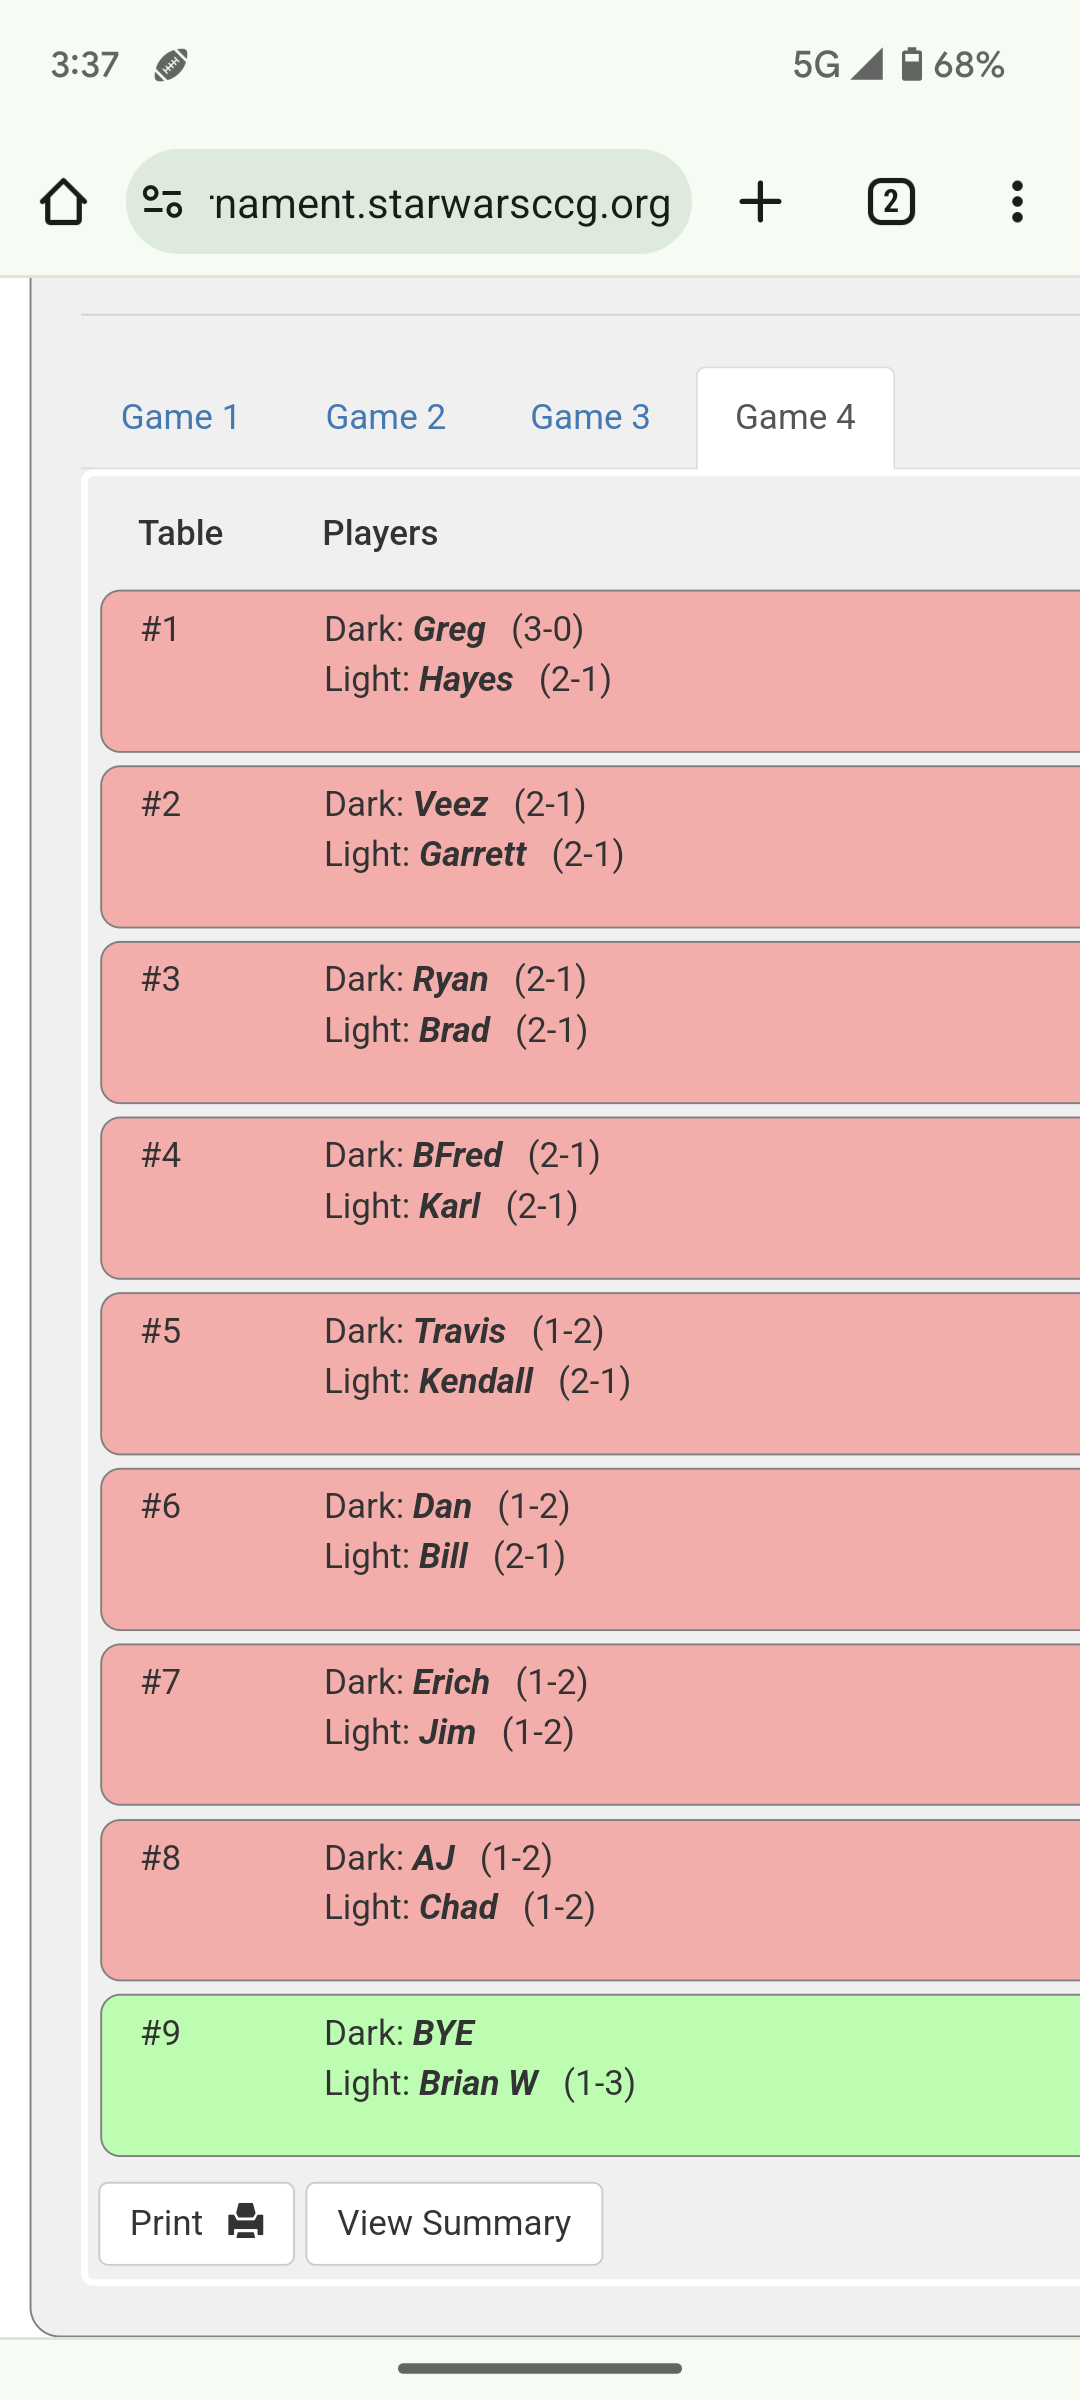 3:37 5G 68%
nament.starwarsccg.org 2
Game 1 Game 2 Game 3 Game 4
Table Players
#1 Dark: Greg (3-0)
Light: Hayes (2-1)
#2 Dark: Veez (2-1)
Light: Garrett (2-1)
#3 Dark: Ryan (2-1)
Light: Brad (2-1)
#4 Dark: BFred (2-1)
Light: Karl (2-1)
#5 Dark: Travis (1-2)
Light: Kendall (2-1)
#6 Dark: Dan (1-2)
Light: Bill (2-1)
#7 Dark: Erich (1-2)
Light: Jim (1-2)
#8 Dark: AJ (1-2)
Light: Chad (1-2)
#9 Dark: BYE
Light: Brian W (1-3)
Print View Summary